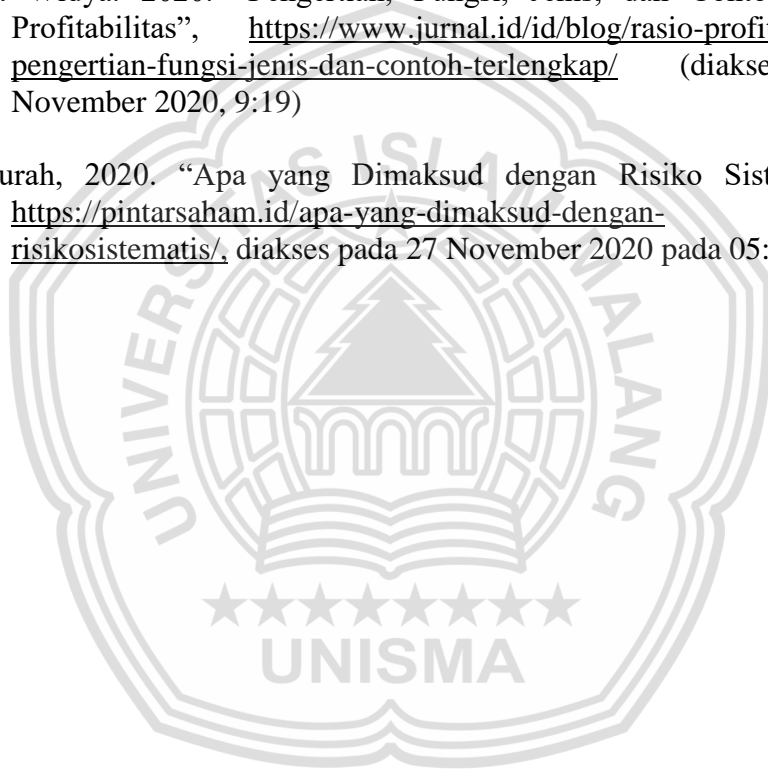 Profitabilitas”, https://www.jurnal.id/id/blog/rasio-profit
pengertian-fungsi-jenis-dan-contoh-terlengkap/ (diakse
November 2020, 9:19)
urah, 2020. “Apa yang Dimaksud dengan Risiko Sist
https://pintarsaham.id/apa-yang-dimaksud-dengan-
risikosistematis/, diakses pada 27 November 2020 pada 05:
UNIVERSITAS ISLAM MALANG
UNISMA